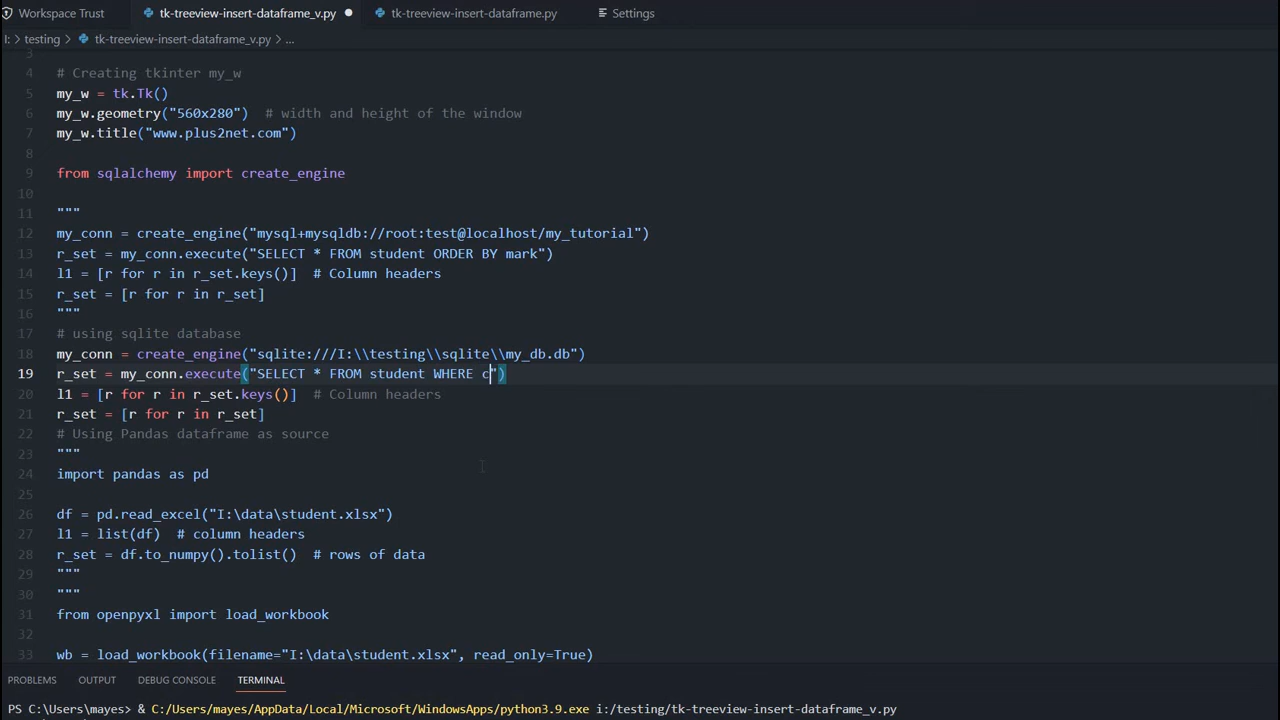 Workspace Trust tk-treeview-insert-dataframe_v.py tk-treeview-insert-dataframe.py Settings
I: testing tk-treeview-insert-dataframe_v.py ...
3
4 # Creating tkinter my_w
5 my_w = tk.Tk()
6 my_w.geometry("560x280")  # width and height of the window
7 my_w.title("www.plus2net.com")
8
9 from sqlalchemy import create_engine
10
11 """
12 my_conn = create_engine("mysql+mysqldb://root:test@localhost/my_tutorial")
13 r_set = my_conn.execute("SELECT * FROM student ORDER BY mark")
14 l1 = [r for r in r_set.keys()]  # Column headers
15 r_set = [r for r in r_set]
16 """
17 # using sqlite database
18 my_conn = create_engine("sqlite:///I:\\testing\\sqlite\\my_db.db")
19 r_set = my_conn.execute("SELECT * FROM student WHERE c")
20 l1 = [r for r in r_set.keys()]  # Column headers
21 r_set = [r for r in r_set]
22 # Using Pandas dataframe as source
23 """
24 import pandas as pd
25
26 df = pd.read_excel("I:\data\student.xlsx")
27 l1 = list(df)  # column headers
28 r_set = df.to_numpy().tolist()  # rows of data
29 """
30 """
31 from openpyxl import load_workbook
32
33 wb = load_workbook(filename="I:\data\student.xlsx", read_only=True)
PROBLEMS OUTPUT DEBUG CONSOLE TERMINAL
PS C:\Users\mayes> & C:/Users/mayes/AppData/Local/Microsoft/WindowsApps/python3.9.exe i:/testing/tk-treeview-insert-dataframe_v.py